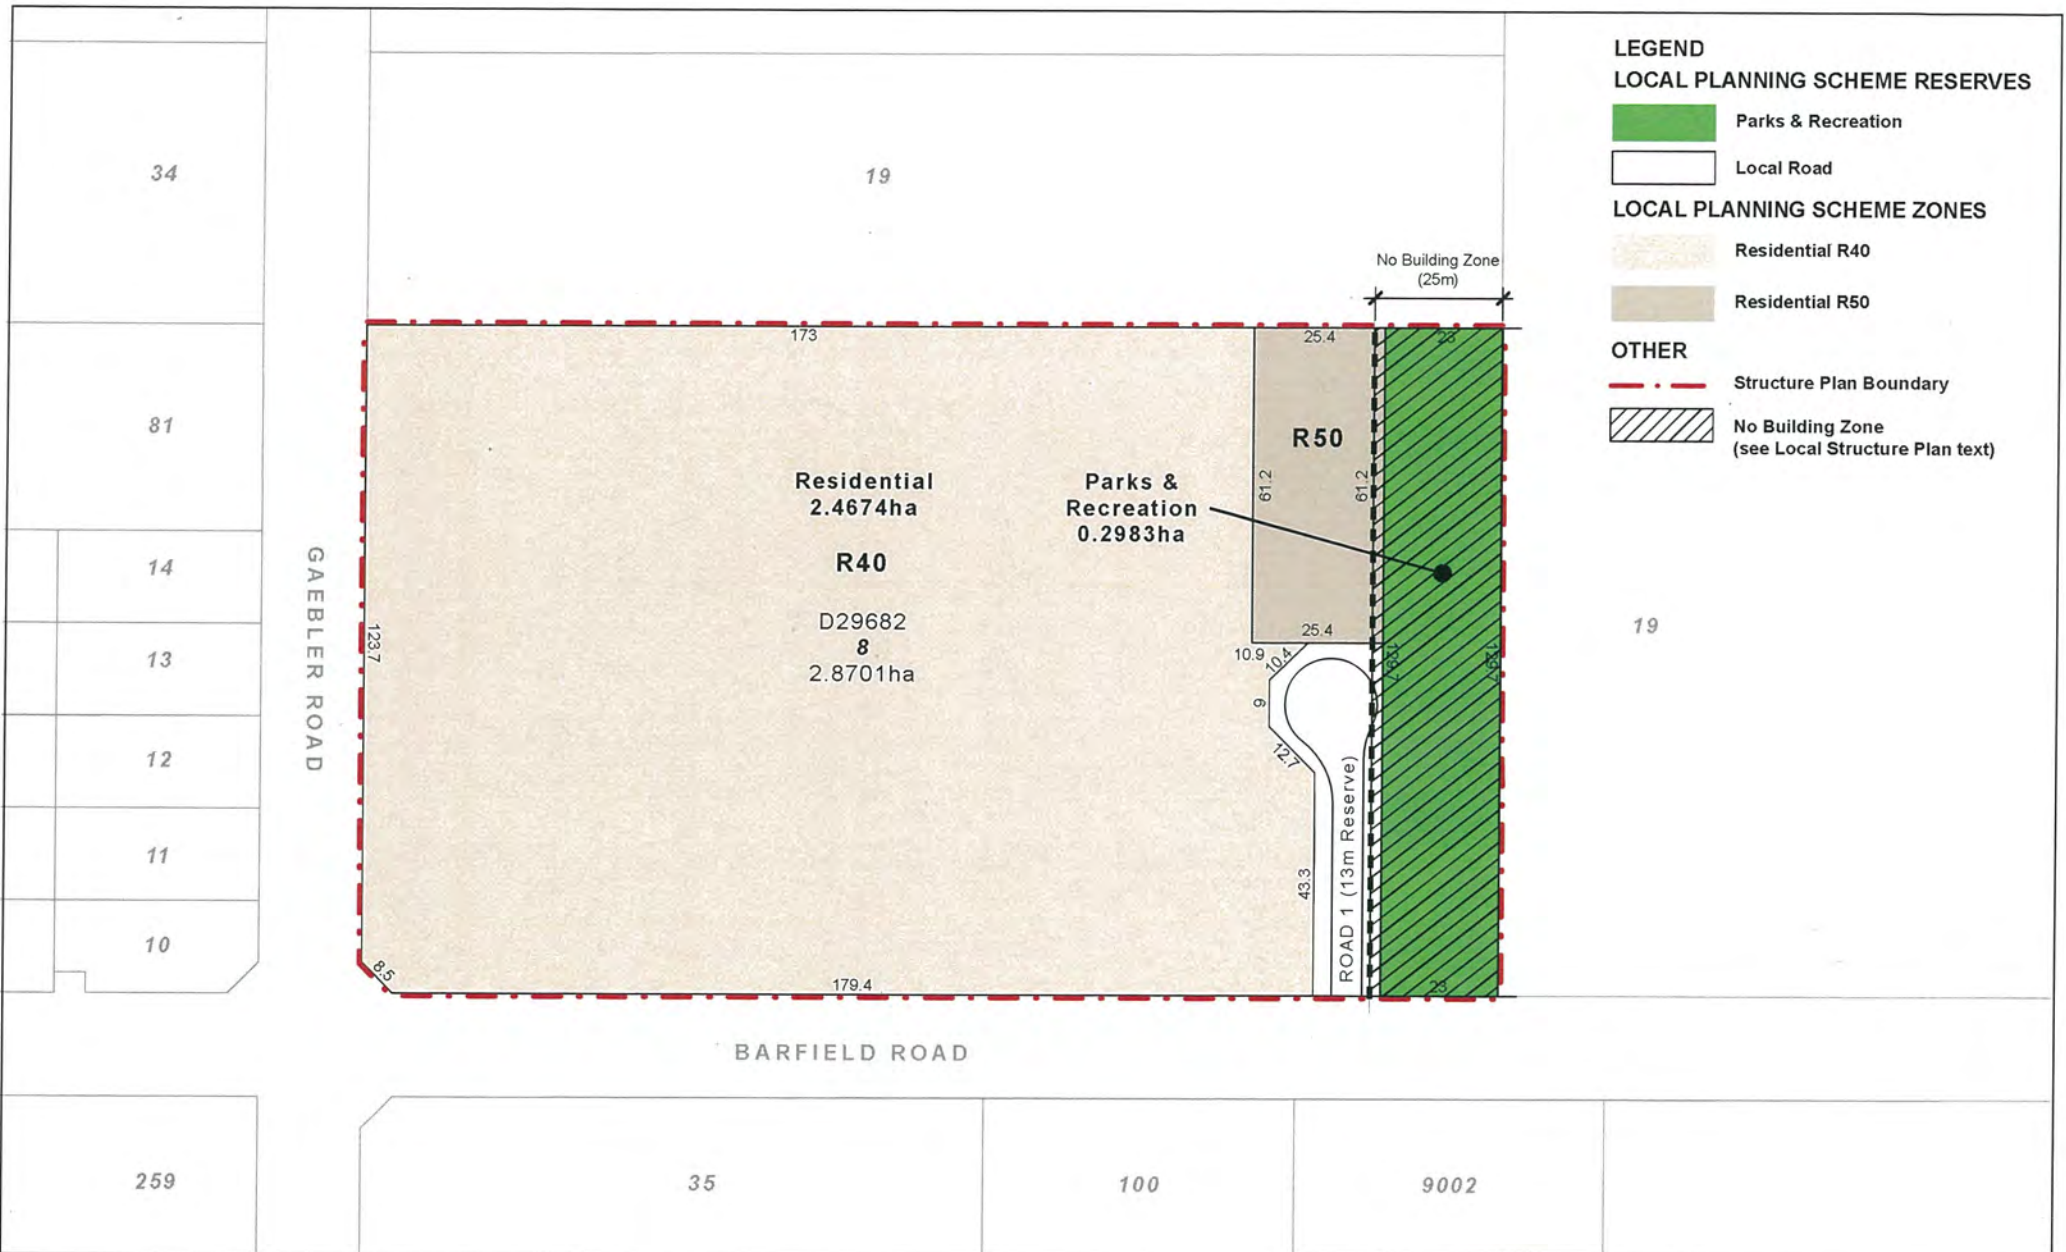 LEGEND
LOCAL PLANNING SCHEME RESERVES
Parks & Recreation
Local Road
LOCAL PLANNING SCHEME ZONES
Residential R40
Residential R50
OTHER
Structure Plan Boundary
No Building Zone
(see Local Structure Plan text)
34
19
No Building Zone
(25m)
173
25.4
23
81
R50
61.2
61.2
Residential
2.4674ha
Parks &
Recreation
0.2983ha
R40
14
GAEBLER ROAD
D29682
8
2.8701ha
123.7
13
19
25.4
10.9
10.4
129.7
129.7
9
12.7
12
ROAD 1 (13m Reserve)
43.3
11
10
8.5
179.4
23
BARFIELD ROAD
259
35
100
9002